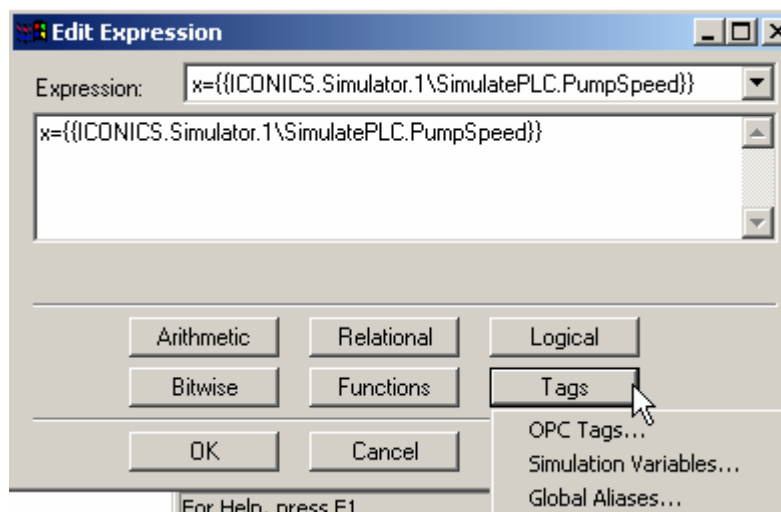 Edit Expression
Expression: x={{ICONICS.Simulator.1\SimulatePLC.PumpSpeed}}
x={{ICONICS.Simulator.1\SimulatePLC.PumpSpeed}}
Arithmetic Relational Logical
Bitwise Functions Tags
OK Cancel
OPC Tags...
Simulation Variables...
Global Aliases...
For Help, press F1